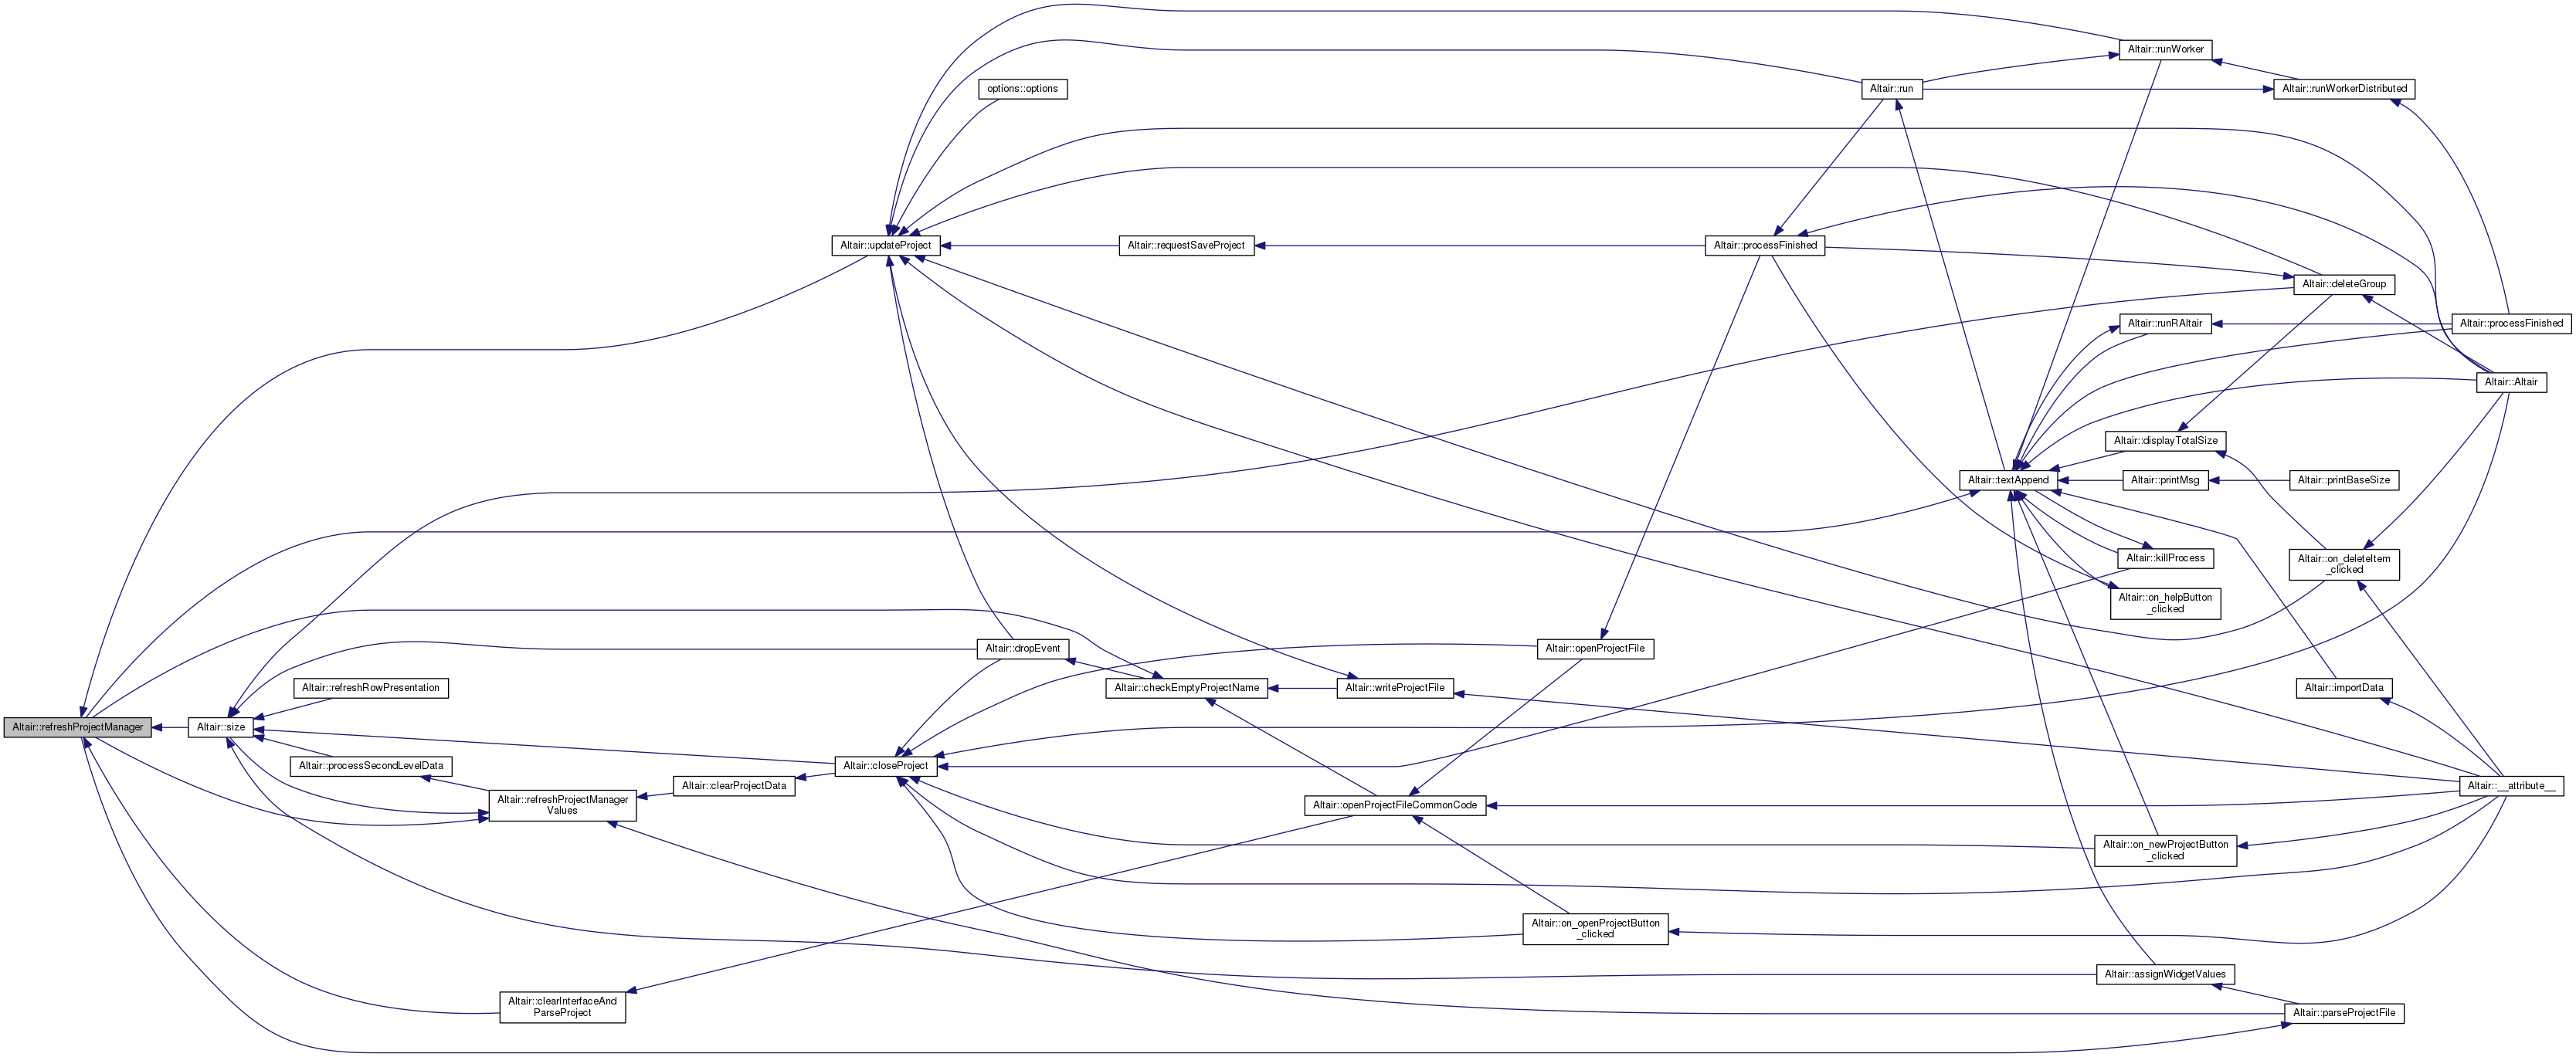 Altair::runWorker
options::options
Altair::run
Altair::runWorkerDistributed
Altair::updateProject
Altair::requestSaveProject
Altair::processFinished
Altair::deleteGroup
Altair::runRAltair
Altair::processFinished
Altair::Altair
Altair::displayTotalSize
Altair::textAppend
Altair::printMsg
Altair::printBaseSize
Altair::killProcess
Altair::on_deleteItem
_clicked
Altair::on_helpButton
_clicked
Altair::dropEvent
Altair::openProjectFile
Altair::refreshRowPresentation
Altair::checkEmptyProjectName
Altair::writeProjectFile
Altair::importData
Altair::refreshProjectManager
Altair::size
Altair::processSecondLevelData
Altair::closeProject
Altair::clearProjectData
Altair::__attribute__
Altair::refreshProjectManager
Values
Altair::openProjectFileCommonCode
Altair::on_newProjectButton
_clicked
Altair::on_openProjectButton
_clicked
Altair::assignWidgetValues
Altair::clearInterfaceAnd
ParseProject
Altair::parseProjectFile